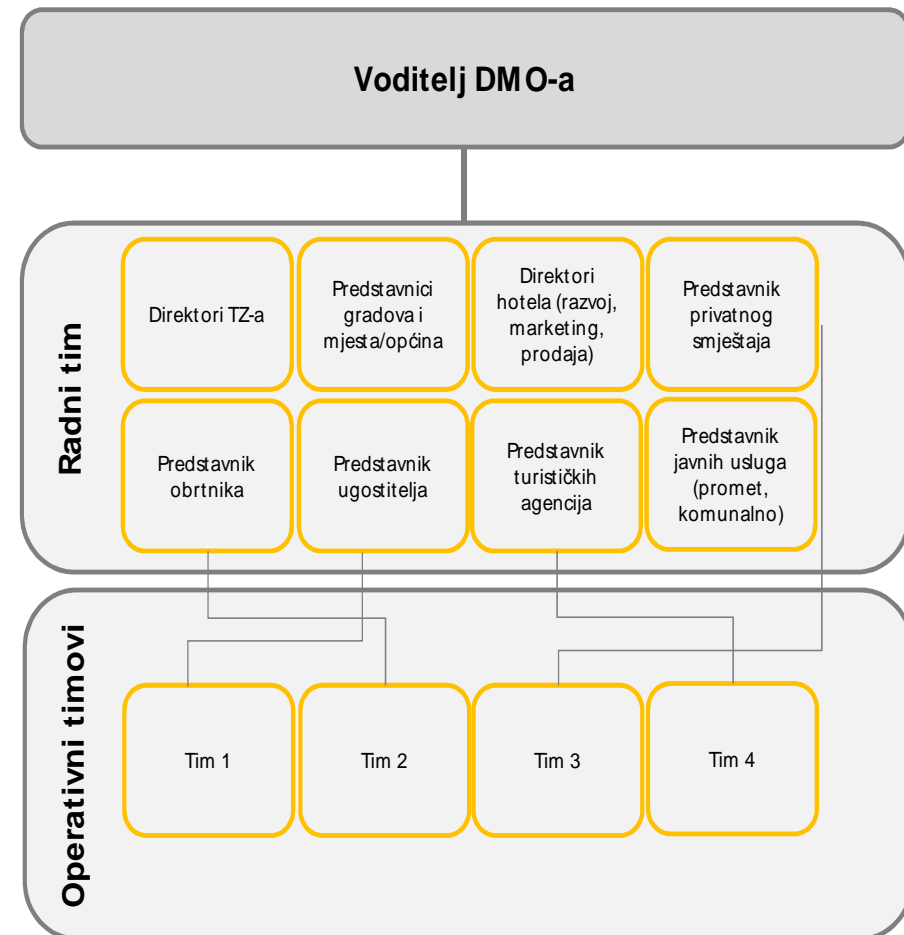 Voditelj DMO-a
Radni tim
Direktori TZ-a
Predstavnici
gradova i
mjesta/općina
Direktori
hotela (razvoj,
marketing,
prodaja)
Predstavnik
privatnog
smještaja
Predstavnik
obrtnika
Predstavnik
ugostitelja
Predstavnik
turističkih
agencija
Predstavnik
javnih usluga
(promet,
komunalno)
Operativni timovi
Tim 1
Tim 2
Tim 3
Tim 4